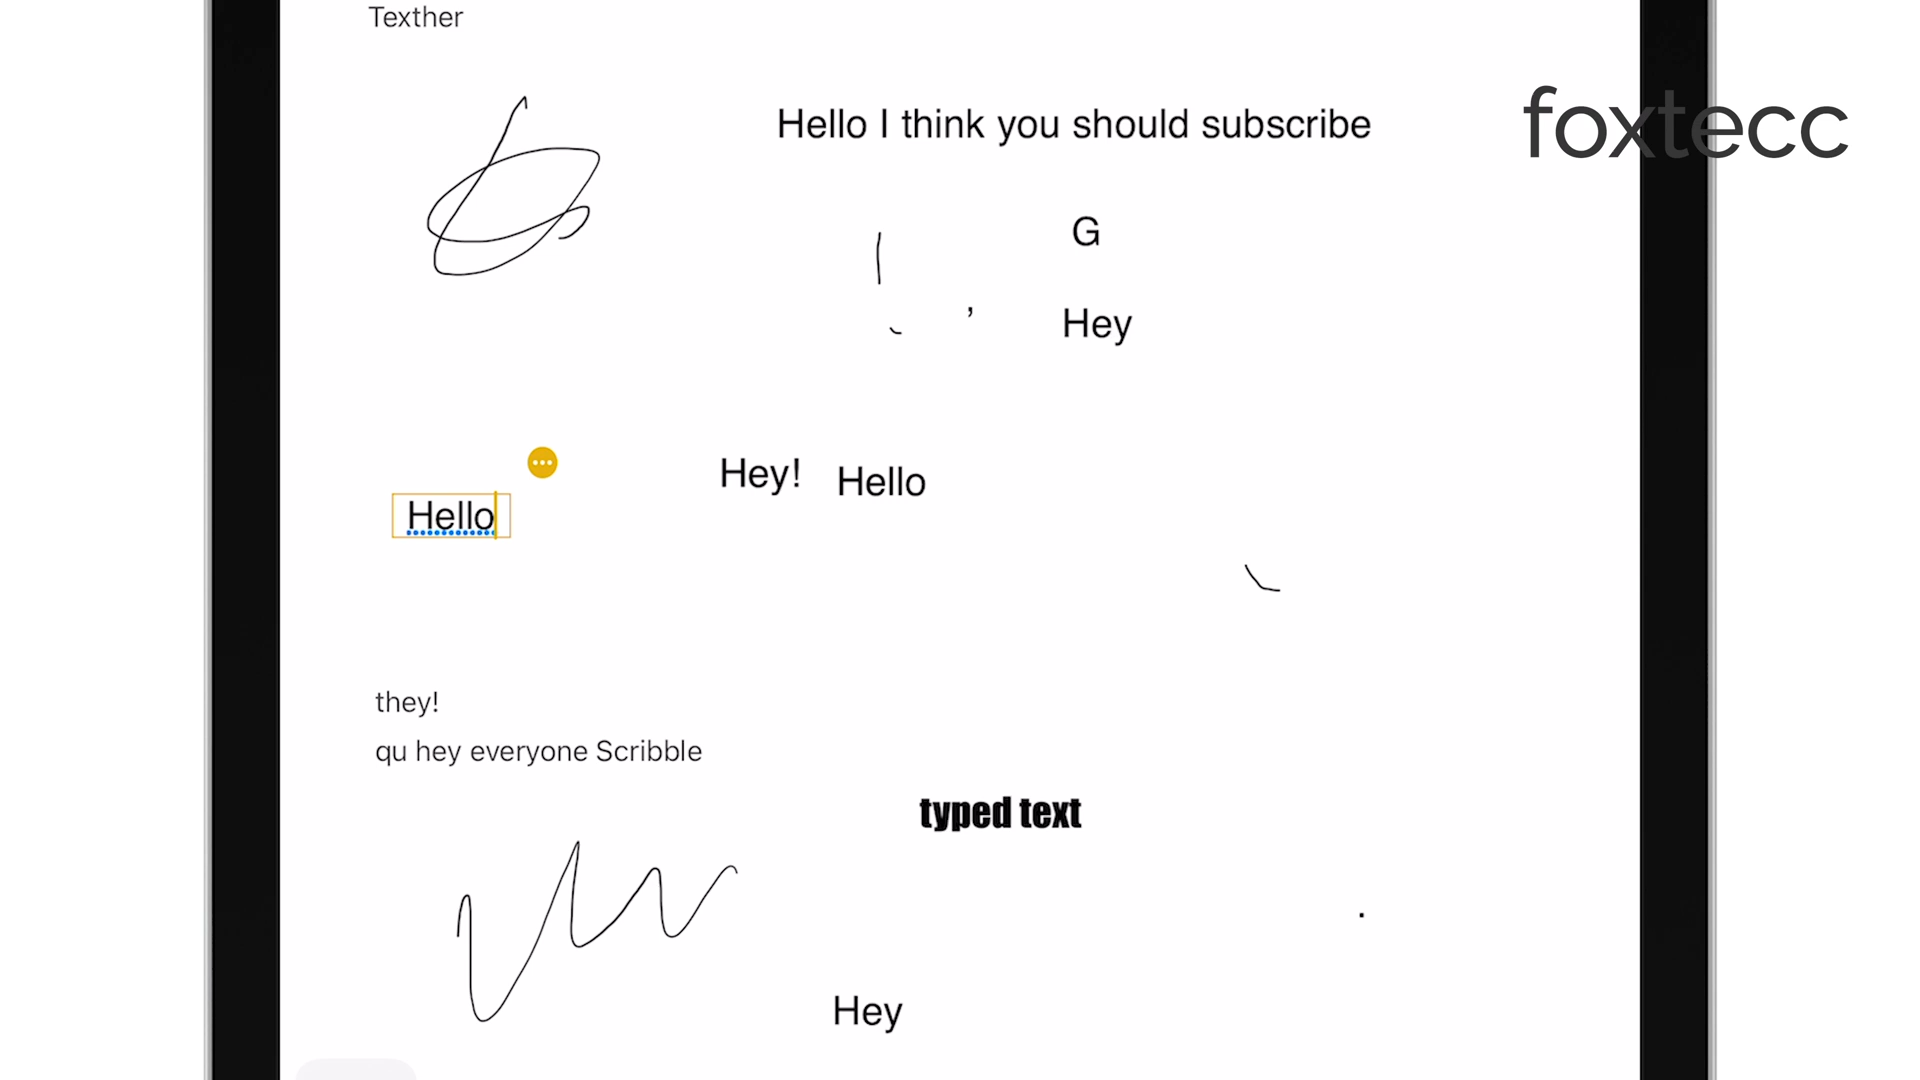 Texther
Hello I think you should subscribe
foxtecc
G
,
Hey
Hey! Hello
Hello
they!
qu hey everyone Scribble
typed text
.
Hey